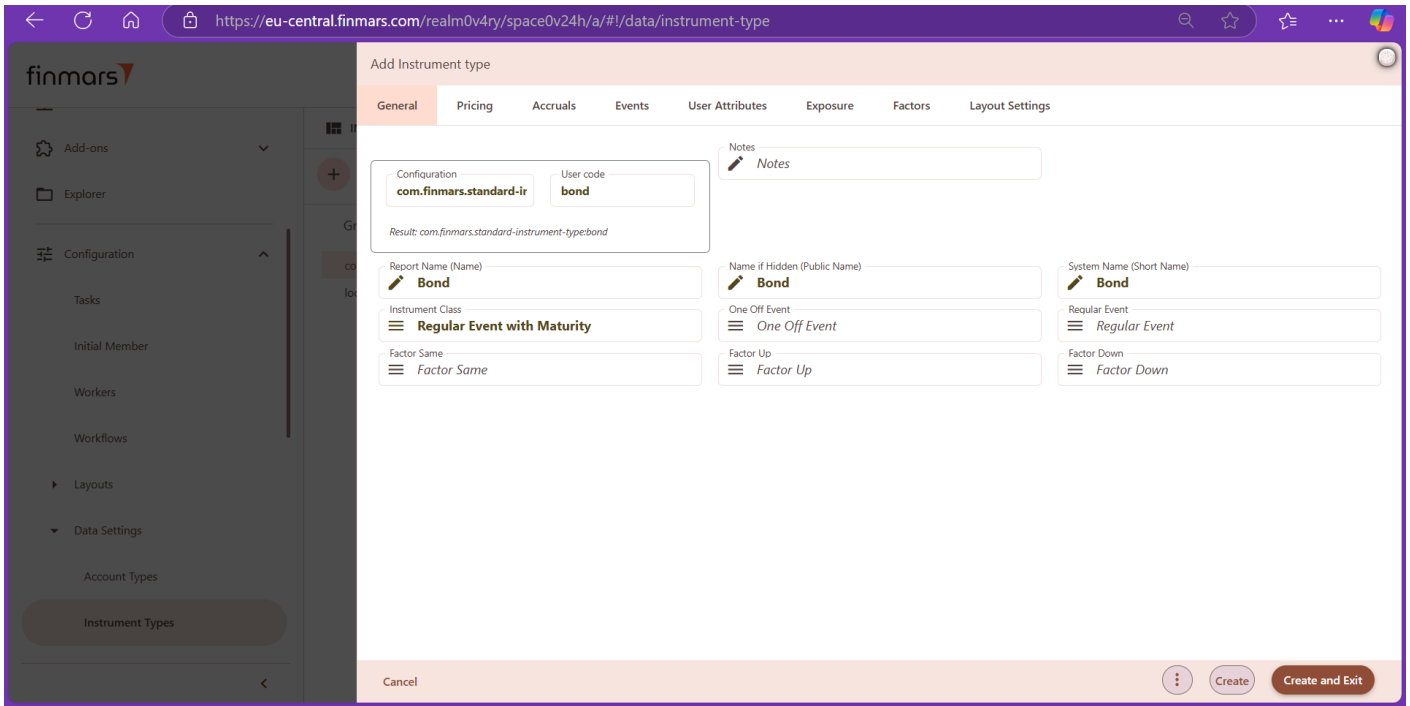 https://eu-central.finmars.com/realm0v4ry/space0v24h/a/#!/data/instrument-type
finmars
Add Instrument type
General Pricing Accruals Events User Attributes Exposure Factors Layout Settings
Add-ons
Explorer
Configuration
Tasks
Initial Member
Workers
Workflows
Layouts
Data Settings
Account Types
Instrument Types
Configuration User code
com.finmars.standard-ir bond
Result: com.finmars.standard-instrument-type:bond
Notes
Notes
Report Name (Name) Name if Hidden (Public Name) System Name (Short Name)
Bond Bond Bond
Instrument Class One Off Event Regular Event
Regular Event with Maturity One Off Event Regular Event
Factor Same Factor Up Factor Down
Factor Same Factor Up Factor Down
Cancel Create Create and Exit